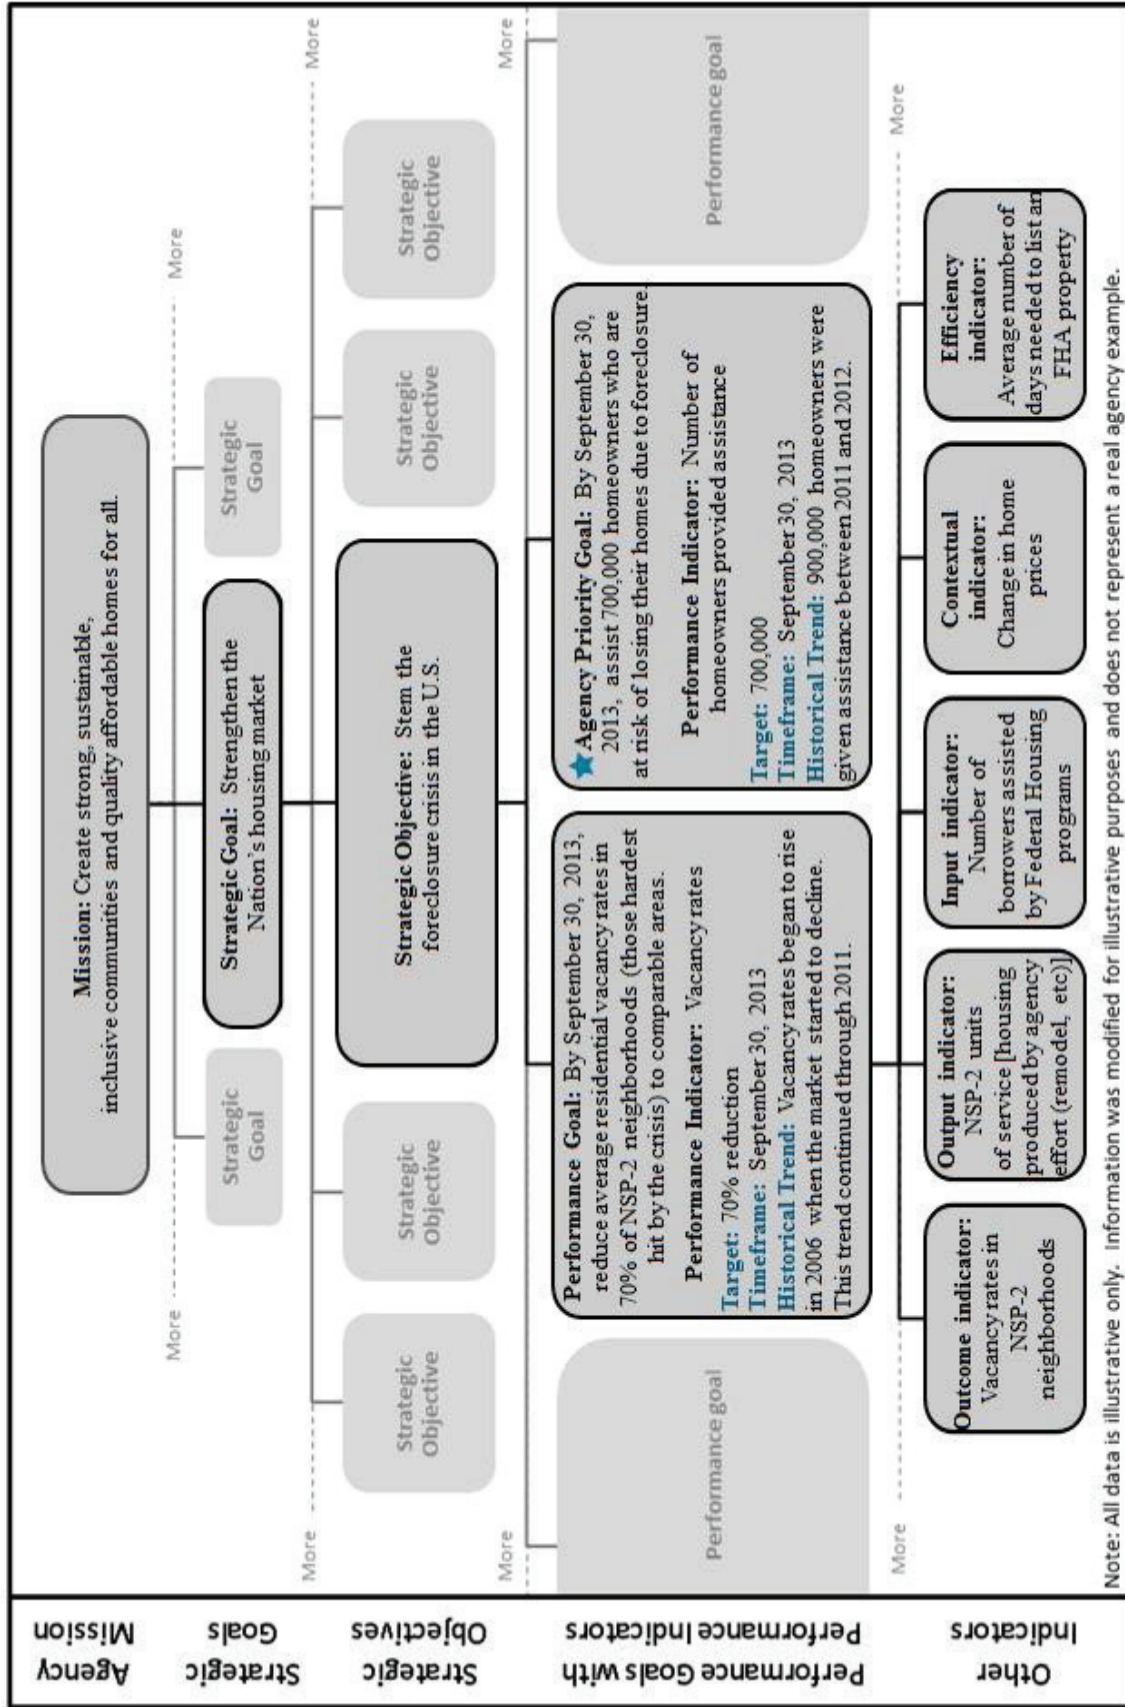 Agency
Mission
Mission: Create strong, sustainable,
inclusive communities and quality affordable homes for all.
More
More
Strategic
Goals
Strategic
Goal
Strategic Goal: Strengthen the
Nation's housing market
Strategic
Goal
More
More
Strategic
Objectives
Strategic
Objective
Strategic
Objective
Strategic Objective: Stem the
foreclosure crisis in the U.S.
Strategic
Objective
Strategic
Objective
More
More
Performance Goals with
Performance Indicators
Performance goal
Performance Goal: By September 30, 2013,
reduce average residential vacancy rates in
70% of NSP-2 neighborhoods (those hardest
hit by the crisis) to comparable areas.
Performance Indicator: Vacancy rates
Target: 70% reduction
Timeframe: September 30, 2013
Historical Trend: Vacancy rates began to rise
in 2006 when the market started to decline.
This trend continued through 2011.
Agency Priority Goal: By September 30,
2013, assist 700,000 homeowners who are
at risk of losing their homes due to foreclosure.
Performance Indicator: Number of
homeowners provided assistance
Target: 700,000
Timeframe: September 30, 2013
Historical Trend: 900,000 homeowners were
given assistance between 2011 and 2012.
Performance goal
More
More
Other
Indicators
Outcome indicator:
Vacancy rates in
NSP-2
neighborhoods
Output indicator:
NSP-2 units
of service [housing
produced by agency
effort (remodel, etc)]
Input indicator:
Number of
borrowers assisted
by Federal Housing
programs
Contextual
indicator:
Change in home
prices
Efficiency
indicator:
Average number of
days needed to list an
FHA property
Note: All data is illustrative only. Information was modified for illustrative purposes and does not represent a real agency example.